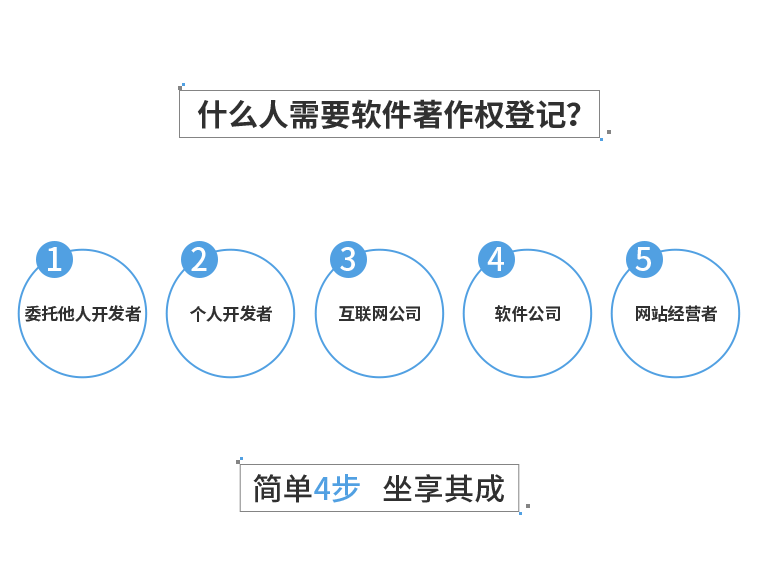 什么人需要软件著作权登记？
1
委托他人开发者
2
个人开发者
3
互联网公司
4
软件公司
5
网站经营者
简单4步 坐享其成